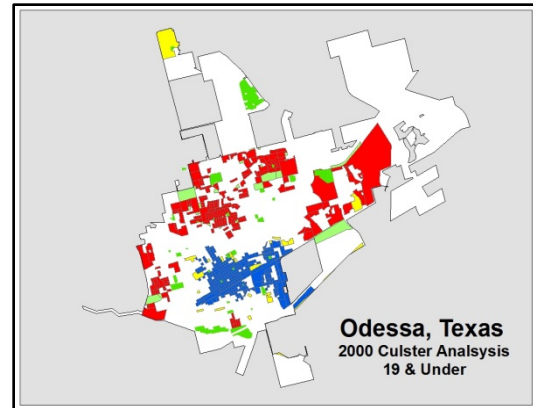 Odessa, Texas
2000 Culster Analsysis
19 & Under